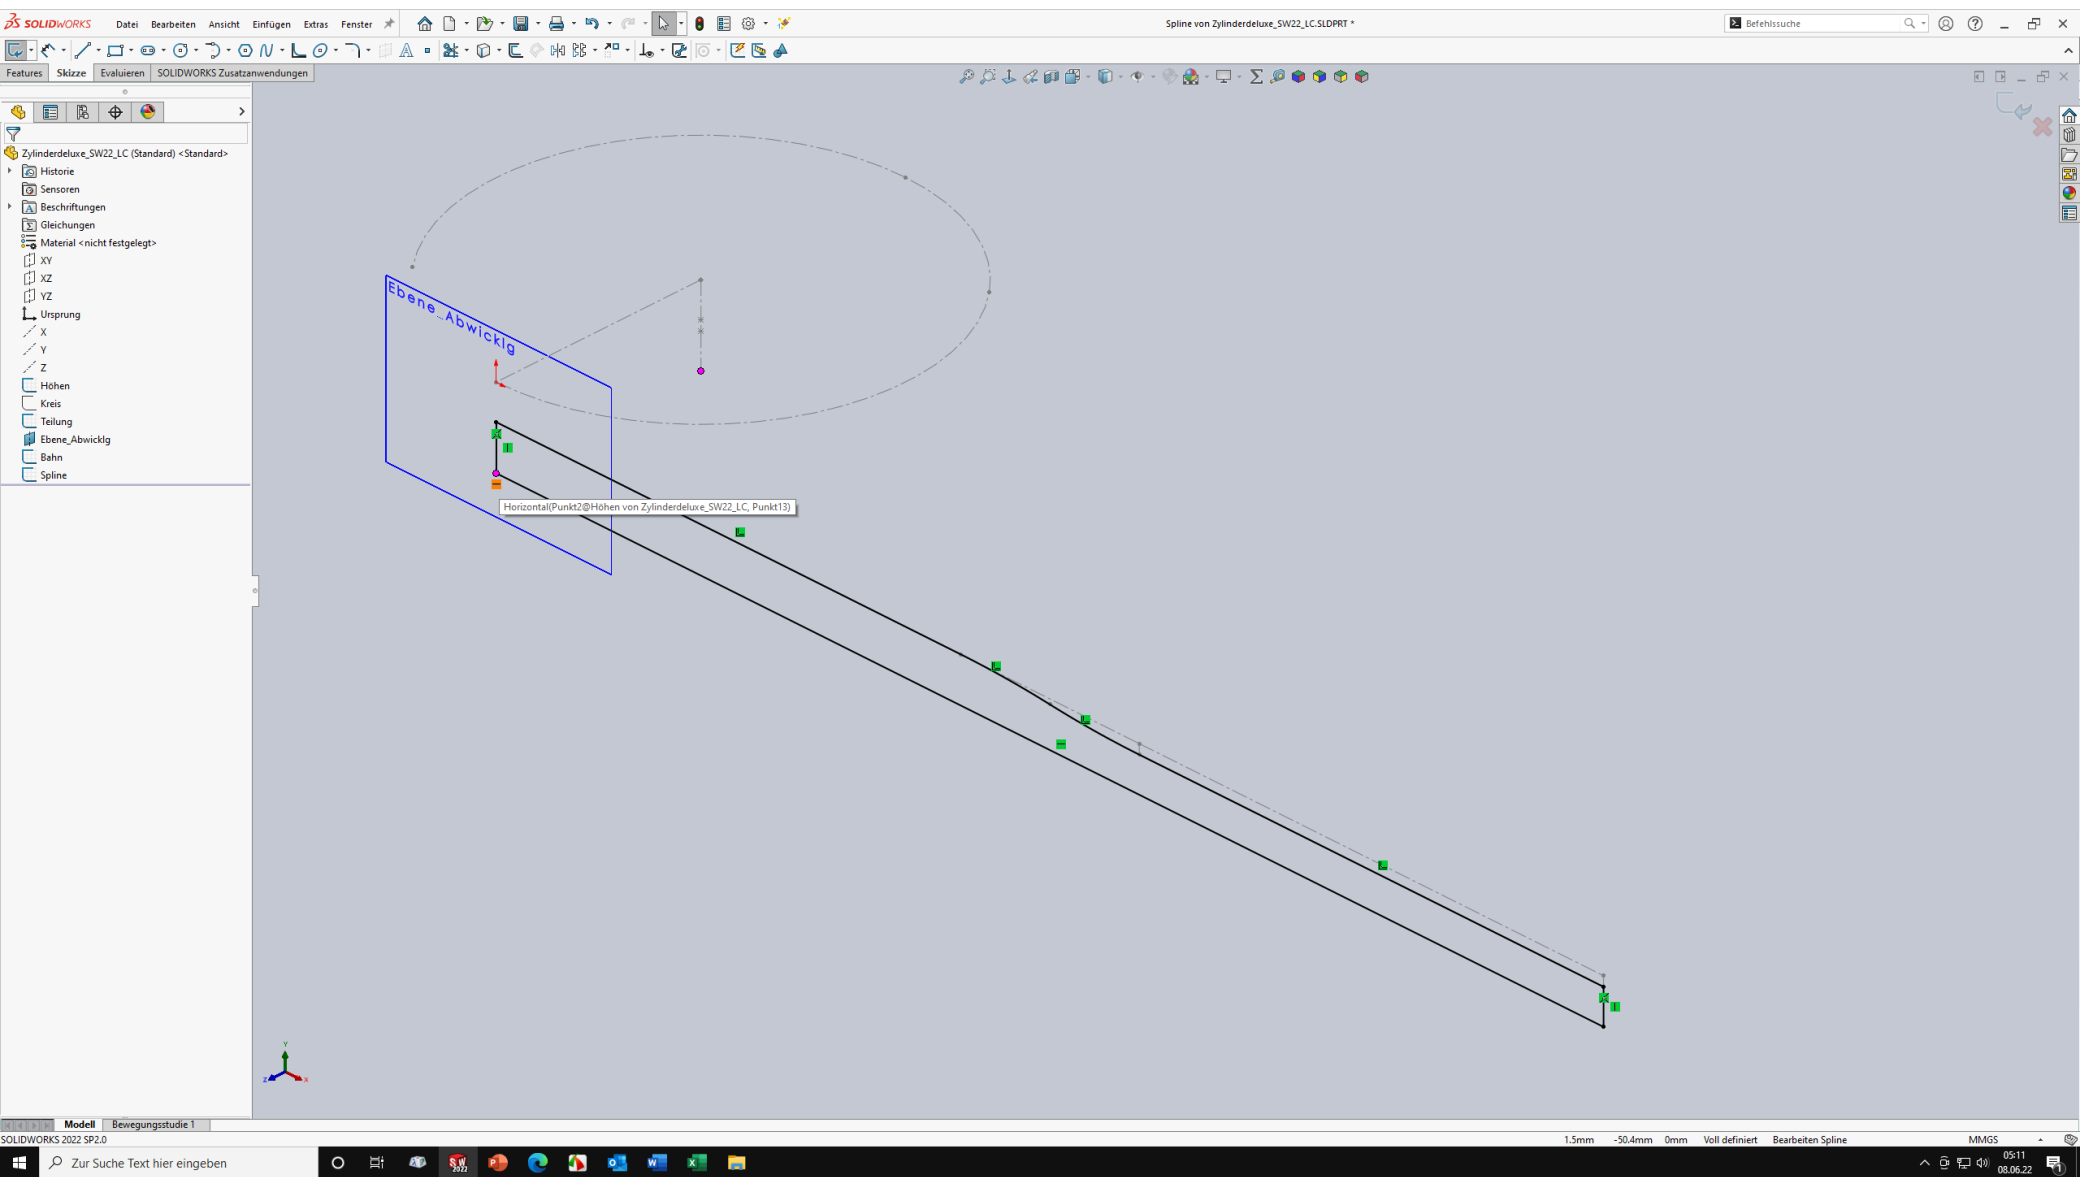 SOLIDWORKS
Datei Bearbeiten Ansicht Einfügen Extras Fenster
Spline von Zylinderdeluxe_SW22_LC.SLDPRT *
Befehlssuche
Features Skizze Evaluieren SOLIDWORKS Zusatzanwendungen
Zylinderdeluxe_SW22_LC (Standard) <Standard>
Historie
Sensoren
Beschriftungen
Gleichungen
Material <nicht festgelegt>
XY
XZ
YZ
Ursprung
X
Y
Z
Höhen
Kreis
Teilung
Ebene_Abwicklg
Bahn
Spline
Ebene_Abwicklg
Horizontal(Punkt2@Höhen von Zylinderdeluxe_SW22_LC, Punkt13)
Y
Z X
Modell Bewegungsstudie 1
SOLIDWORKS 2022 SP2.0
1.5mm -50.4mm 0mm Voll definiert Bearbeiten Spline MMGS
Zur Suche Text hier eingeben
05:11
08.06.22